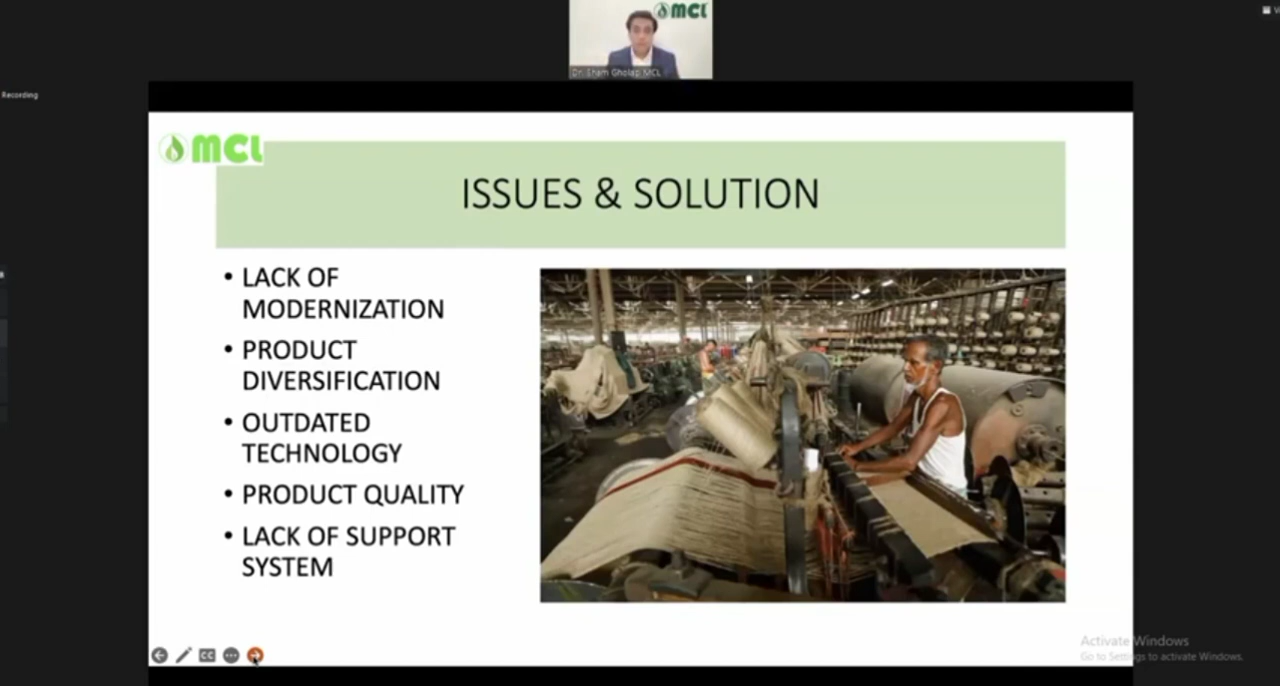 mcl
Dr. Sham Gholap MCL
Recording
MCL
ISSUES & SOLUTION
• LACK OF
MODERNIZATION
• PRODUCT
DIVERSIFICATION
• OUTDATED
TECHNOLOGY
• PRODUCT QUALITY
• LACK OF SUPPORT
SYSTEM
CC
Activate Windows
Go to Settings to activate Windows.